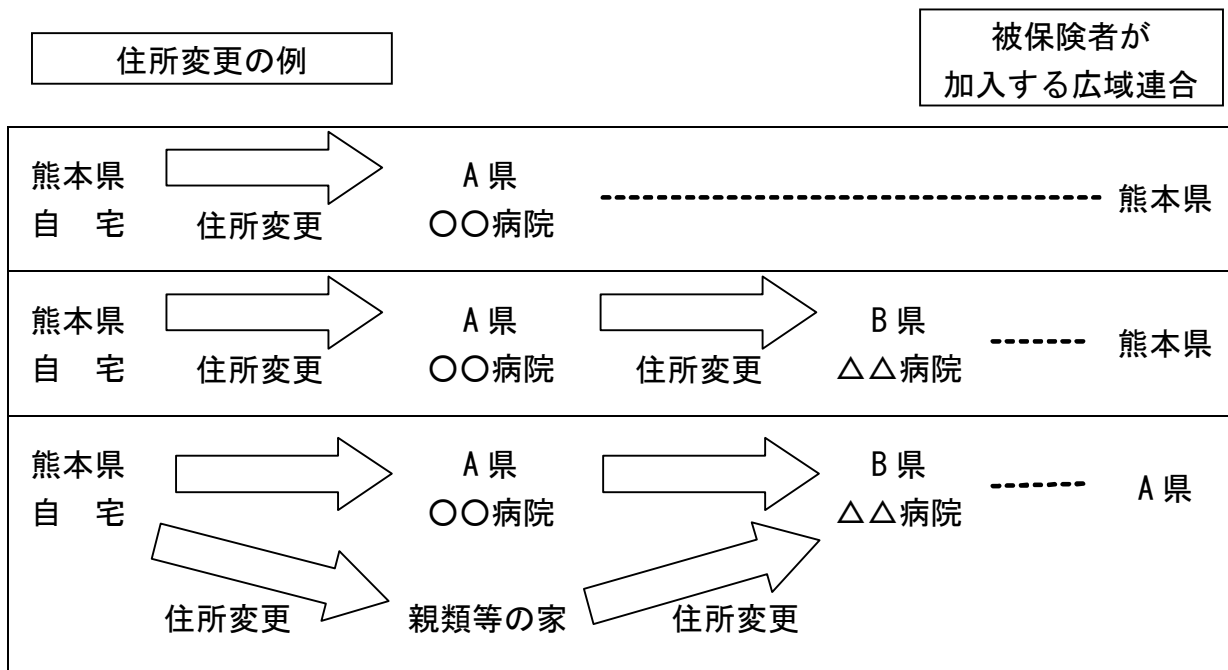 住所変更の例
被保険者が
加入する広域連合
熊本県
自 宅
住所変更
A県
〇〇病院
熊本県
熊本県
自 宅
住所変更
A県
〇〇病院
住所変更
B県
△△病院
熊本県
熊本県
自 宅
A県
〇〇病院
B県
△△病院
A県
住所変更
親類等の家
住所変更